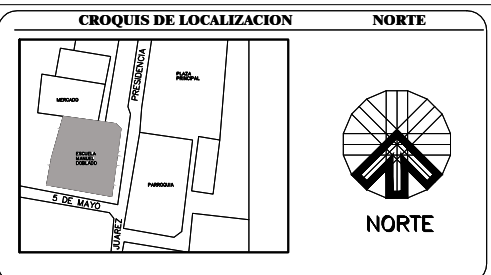 CROQUIS DE LOCALIZACION
NORTE
PRESIDENCIA
PLAZA
PRINCIPAL
MERCADO
ESCUELA
MANUEL
DOBLADO
PARROQUIA
5 DE MAYO
JUAREZ
NORTE